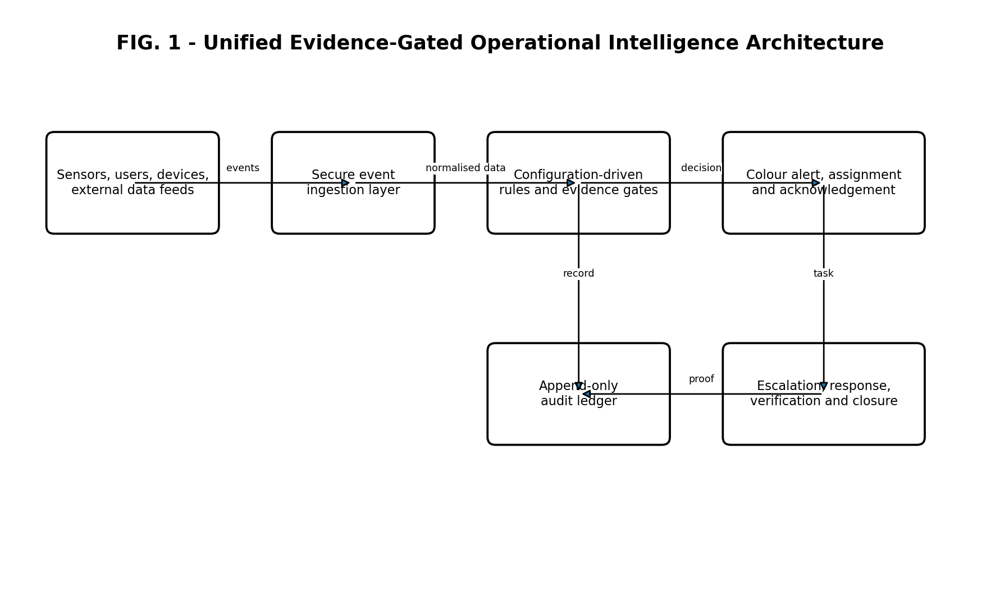 FIG. 1 - Unified Evidence-Gated Operational Intelligence Architecture
Sensors, users, devices,
external data feeds
events
Secure event
ingestion layer
normalised data
Configuration-driven
rules and evidence gates
decision
Colour alert, assignment
and acknowledgement
record
task
Append-only
audit ledger
proof
Escalation, response,
verification and closure